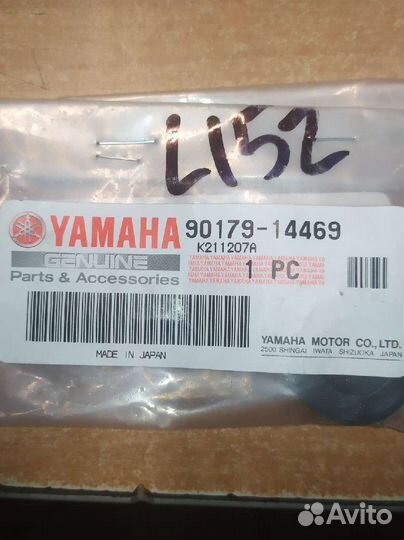 L152
YAMAHA 90179-14469
K211207A
GENUINE
Parts & Accessories
1 PC
MADE IN JAPAN
YAMAHA MOTOR CO., LTD.
2500 SHINGAI IWATA SHIZUOKA JAPAN
Avito